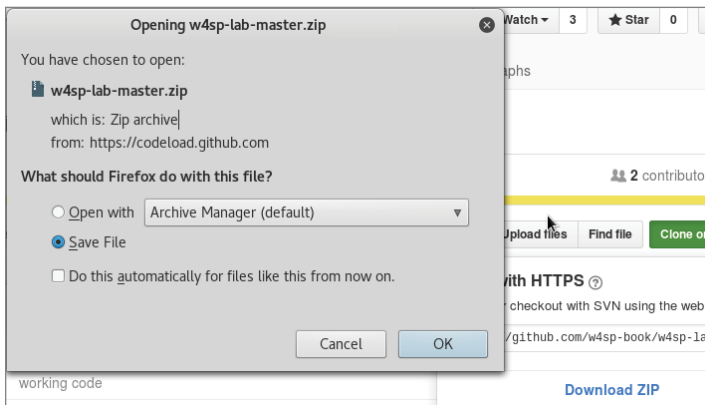 Opening w4sp-lab-master.zip
You have chosen to open:
w4sp-lab-master.zip
which is: Zip archive
from: https://codeload.github.com
What should Firefox do with this file?
Open with Archive Manager (default)
Save File
Do this automatically for files like this from now on.
Cancel OK
Watch 3 Star 0
2 contributo
Upload files Find file Clone o
with HTTPS
checkout with SVN using the web
/github.com/w4sp-book/w4sp-la
Download ZIP
working code